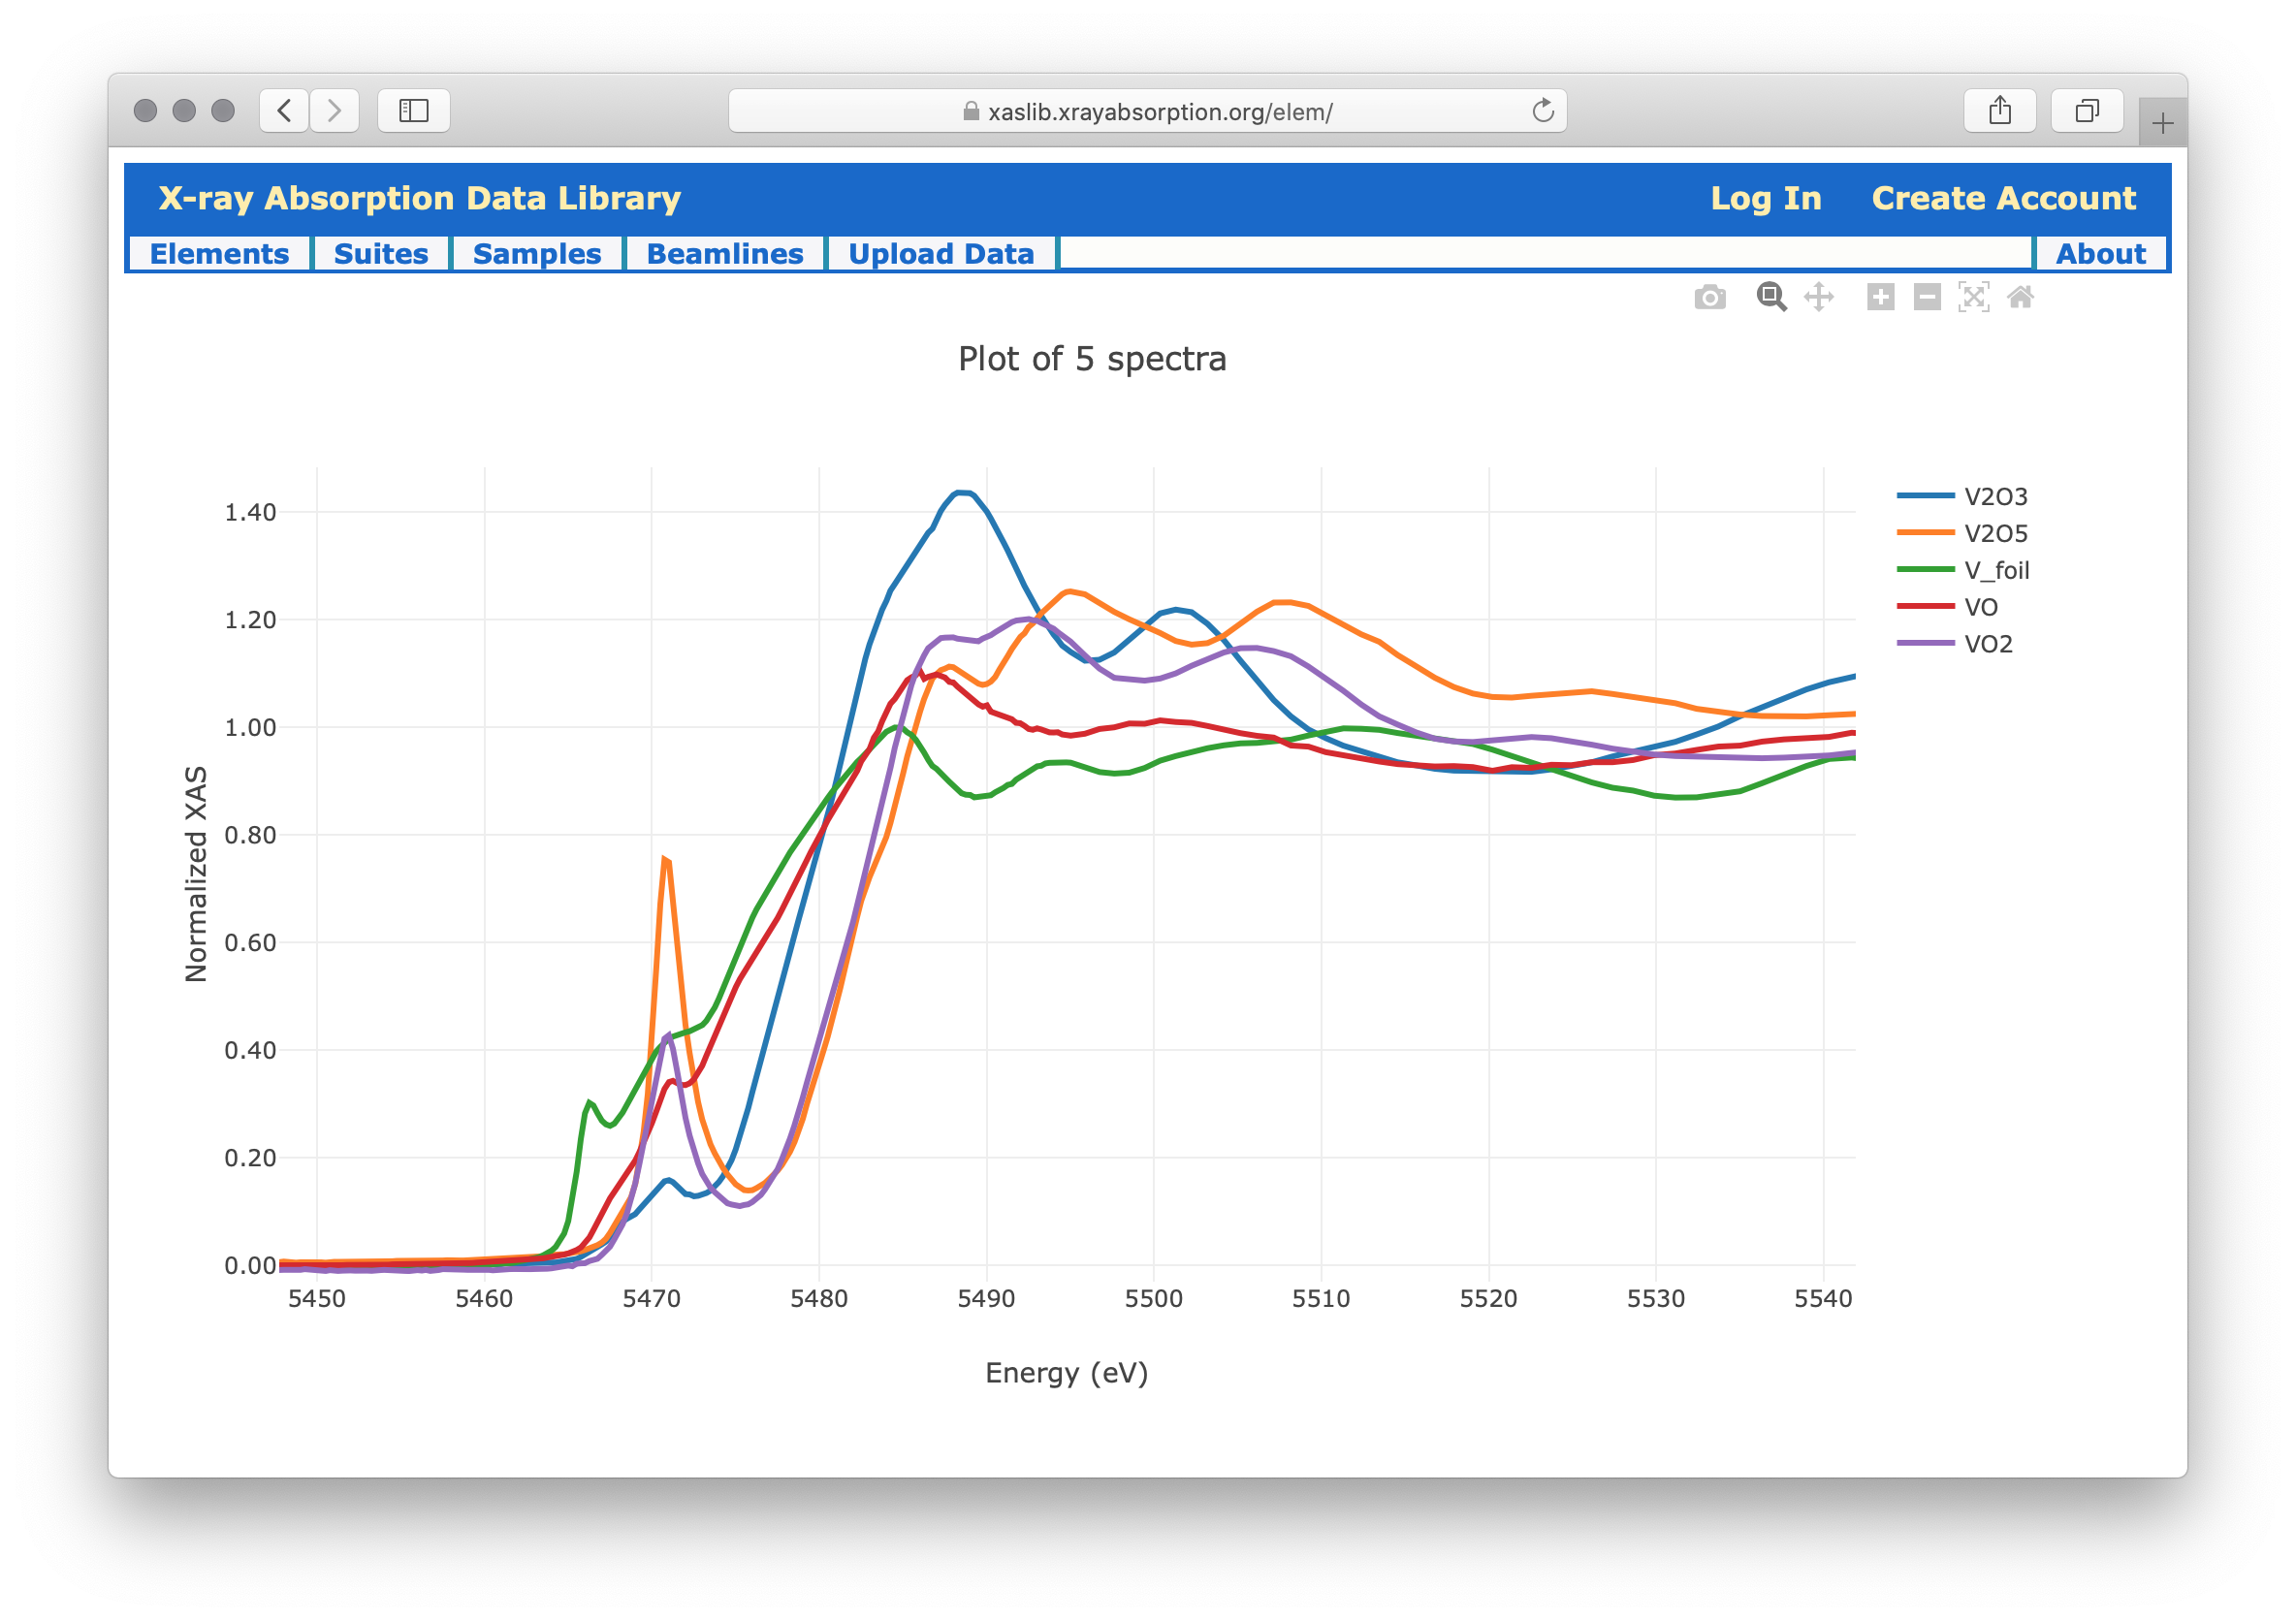 xaslib.xrayabsorption.org/elem/
X-ray Absorption Data Library
Log In Create Account
Elements Suites Samples Beamlines Upload Data About
Plot of 5 spectra
V2O3
V2O5
V_foil
VO
VO2
1.40
1.20
1.00
0.80
0.60
0.40
0.20
0.00
Normalized XAS
5450 5460 5470 5480 5490 5500 5510 5520 5530 5540
Energy (eV)